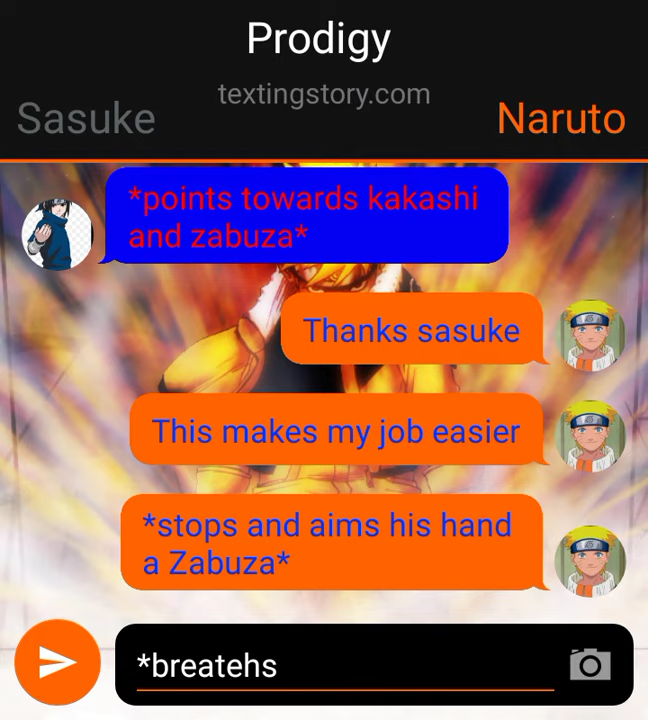 Prodigy
textingstory.com
Sasuke
Naruto
*points towards kakashi
and zabuza*
Thanks sasuke
This makes my job easier
*stops and aims his hand
a Zabuza*
*breatehs